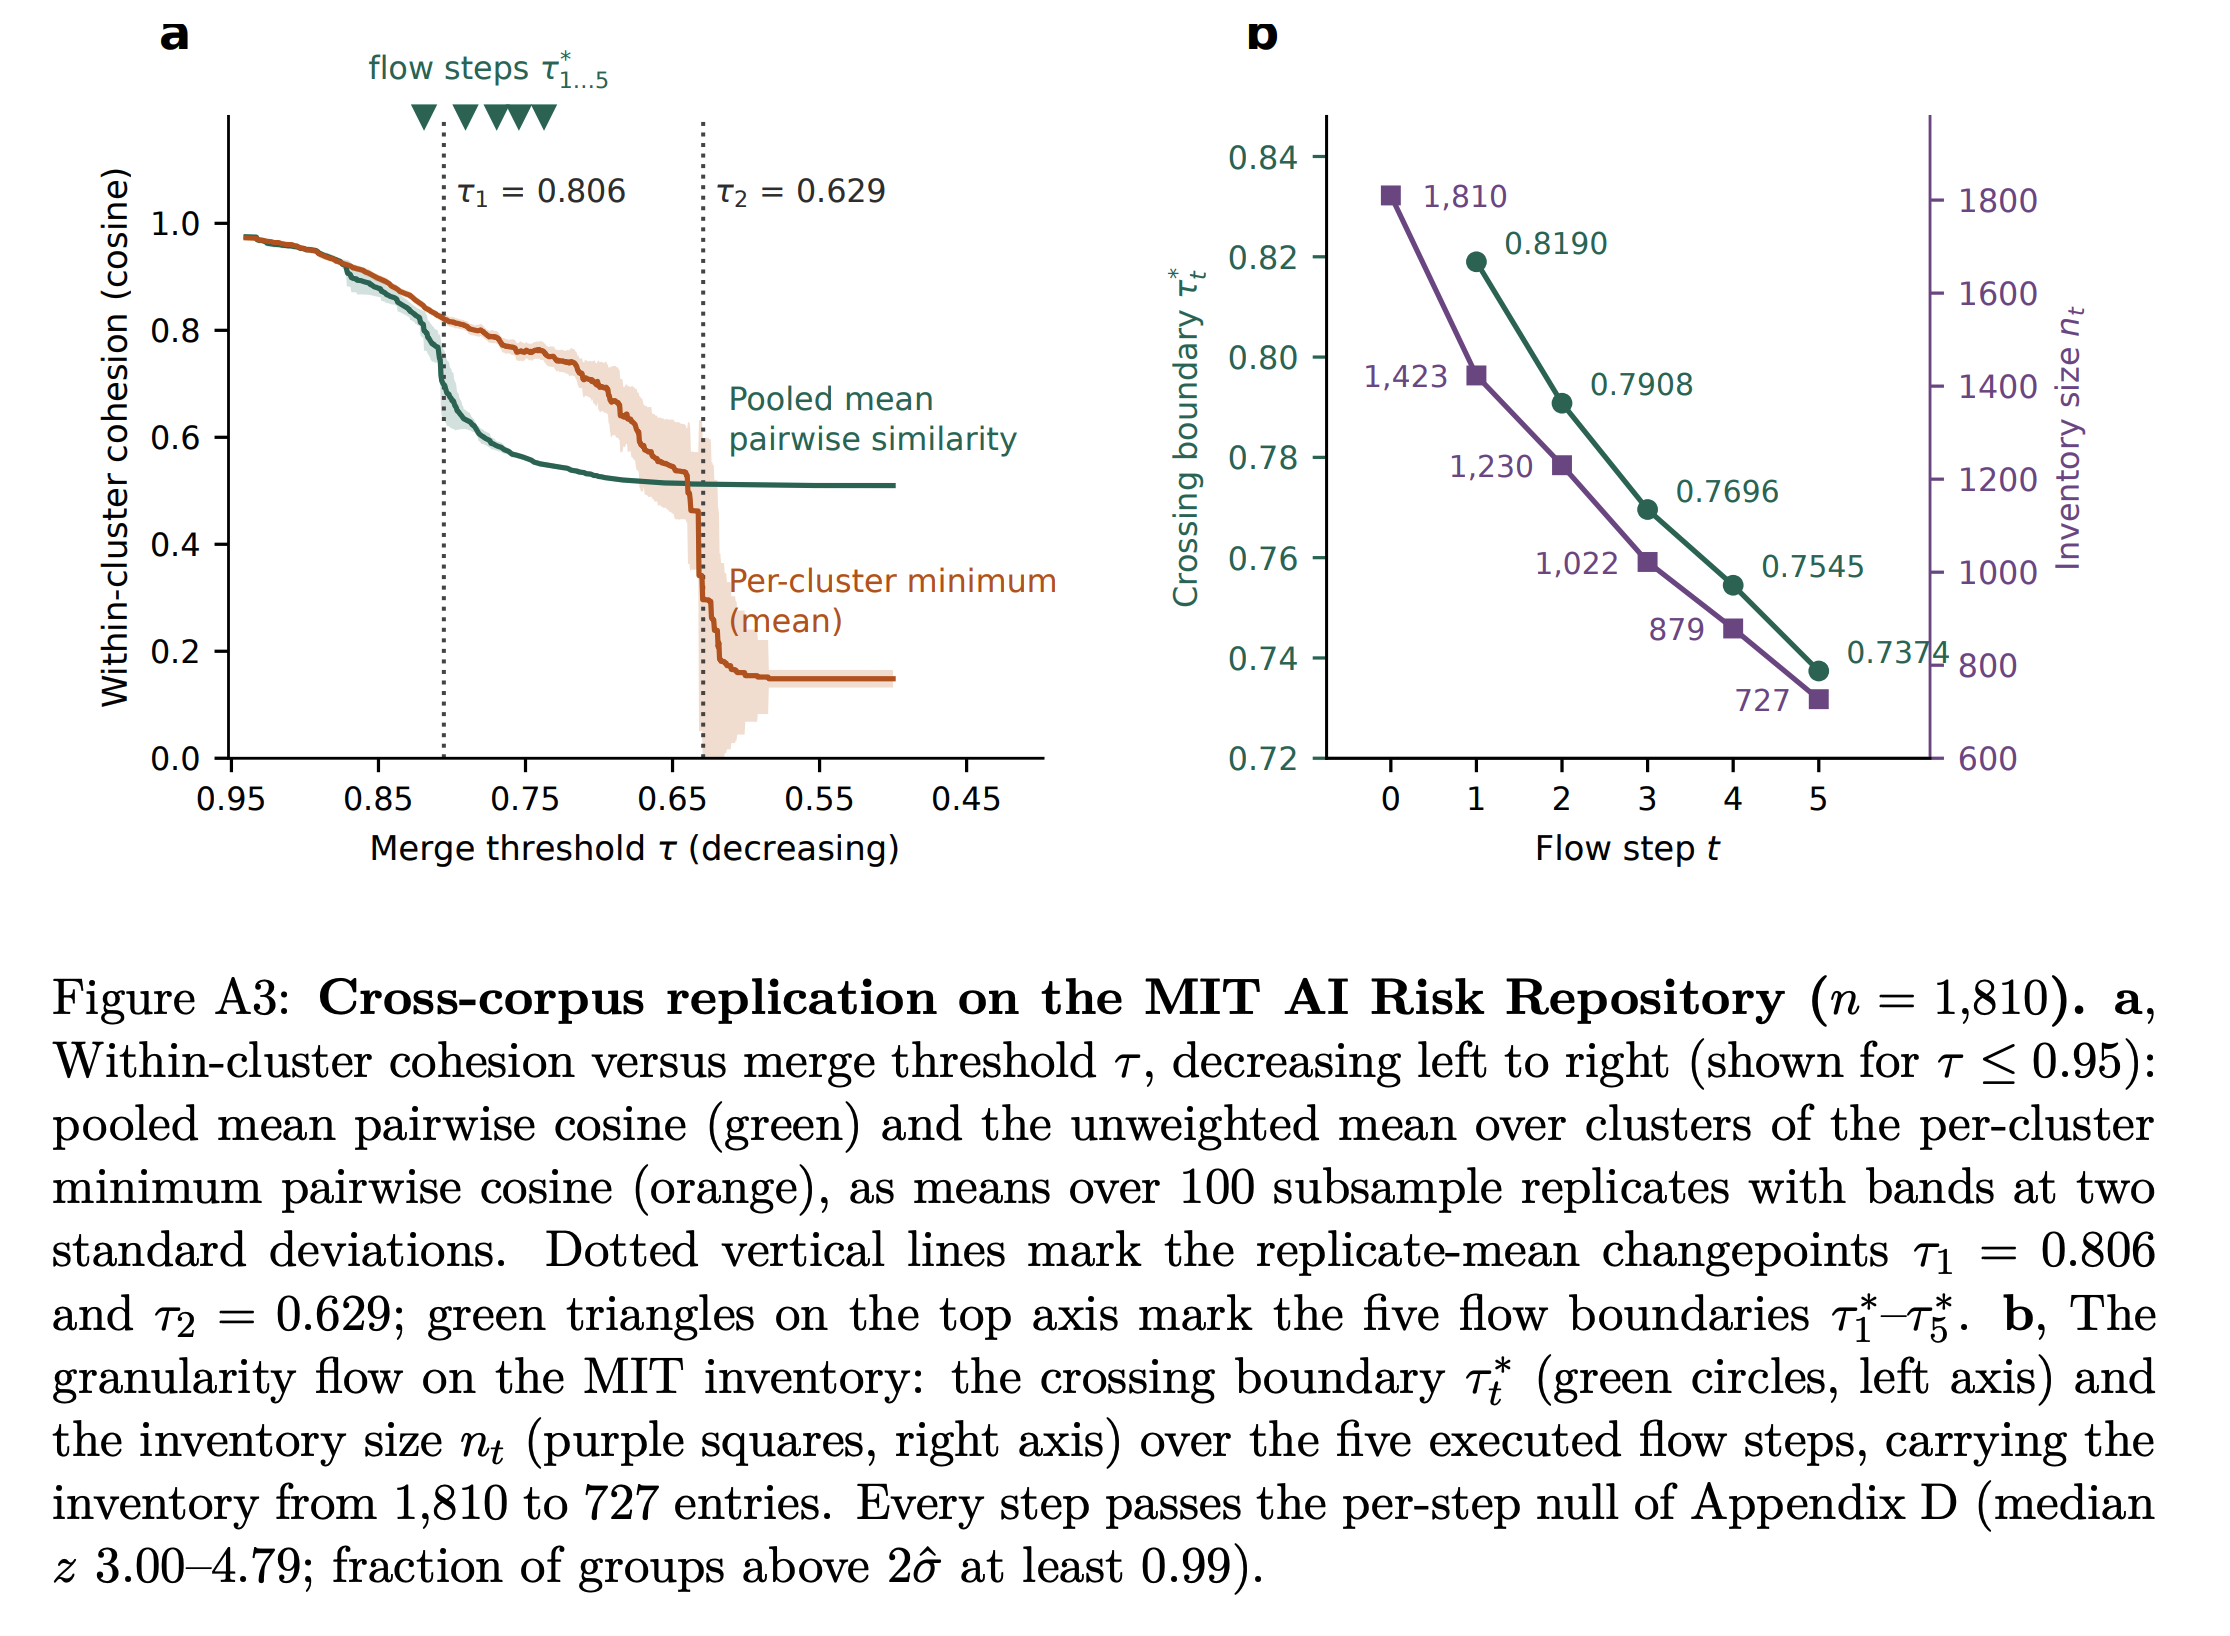 a
flow steps τ*1…5
τ1 = 0.806
τ2 = 0.629
Within-cluster cohesion (cosine)
1.0
0.8
0.6
0.4
0.2
0.0
Pooled mean
pairwise similarity
Per-cluster minimum
(mean)
0.95 0.85 0.75 0.65 0.55 0.45
Merge threshold τ (decreasing)
b
Crossing boundary τ*t
0.84
0.82
0.80
0.78
0.76
0.74
0.72
1,810
1,423
1,230
1,022
879
727
0.8190
0.7908
0.7696
0.7545
0.7374
1800
1600
1400
1200
1000
800
600
Inventory size nt
0 1 2 3 4 5
Flow step t
Figure A3: Cross-corpus replication on the MIT AI Risk Repository (n = 1,810). a,
Within-cluster cohesion versus merge threshold τ, decreasing left to right (shown for τ ≤ 0.95):
pooled mean pairwise cosine (green) and the unweighted mean over clusters of the per-cluster
minimum pairwise cosine (orange), as means over 100 subsample replicates with bands at two
standard deviations. Dotted vertical lines mark the replicate-mean changepoints τ1 = 0.806
and τ2 = 0.629; green triangles on the top axis mark the five flow boundaries τ*1–τ*5. b, The
granularity flow on the MIT inventory: the crossing boundary τ*t (green circles, left axis) and
the inventory size nt (purple squares, right axis) over the five executed flow steps, carrying the
inventory from 1,810 to 727 entries. Every step passes the per-step null of Appendix D (median
z 3.00–4.79; fraction of groups above 2σ̂ at least 0.99).